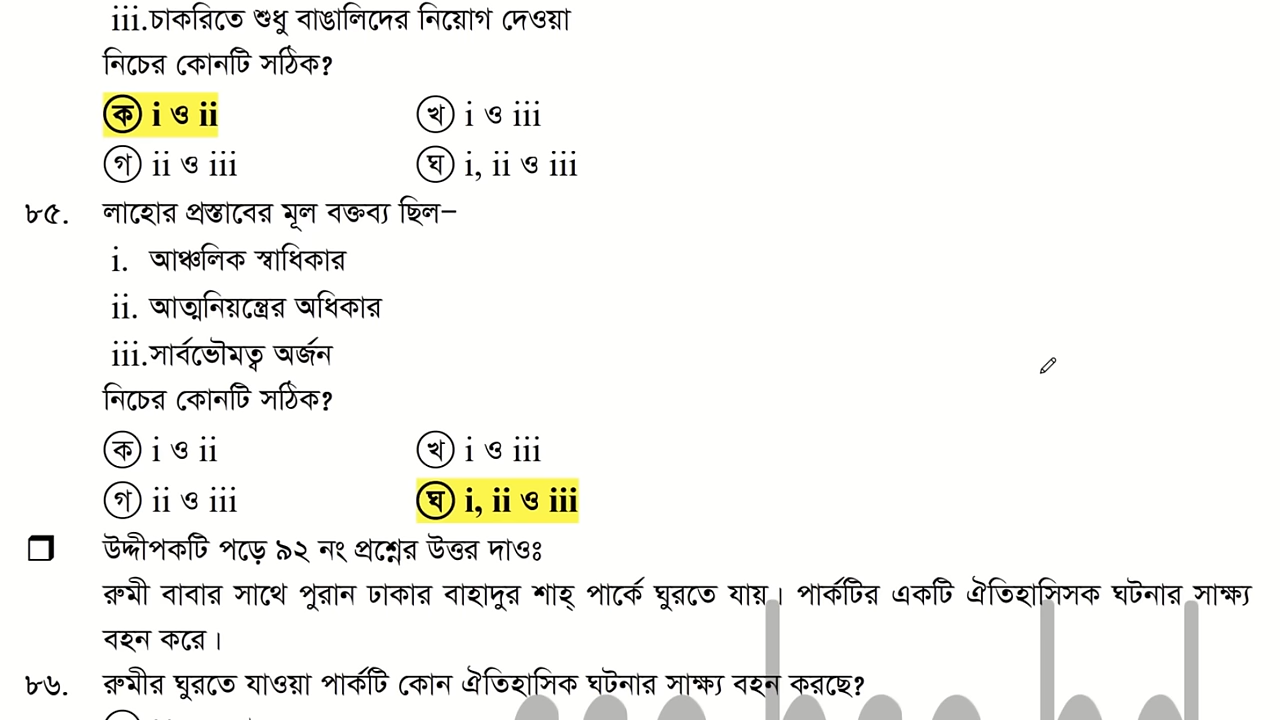 iii.চাকরিতে শুধু বাঙালিদের নিয়োগ দেওয়া
নিচের কোনটি সঠিক?
ক i ও ii খ i ও iii
গ ii ও iii ঘ i, ii ও iii
৮৫. লাহোর প্রস্তাবের মূল বক্তব্য ছিল–
i. আঞ্চলিক স্বাধিকার
ii. আত্মনিয়ন্ত্রের অধিকার
iii.সার্বভৌমত্ব অর্জন
নিচের কোনটি সঠিক?
ক i ও ii খ i ও iii
গ ii ও iii ঘ i, ii ও iii
❒ উদ্দীপকটি পড়ে ৯২ নং প্রশ্নের উত্তর দাওঃ
রুমী বাবার সাথে পুরান ঢাকার বাহাদুর শাহ্ পার্কে ঘুরতে যায়। পার্কটির একটি ঐতিহাসিসক ঘটনার সাক্ষ্য
বহন করে।
৮৬. রুমীর ঘুরতে যাওয়া পার্কটি কোন ঐতিহাসিক ঘটনার সাক্ষ্য বহন করছে?